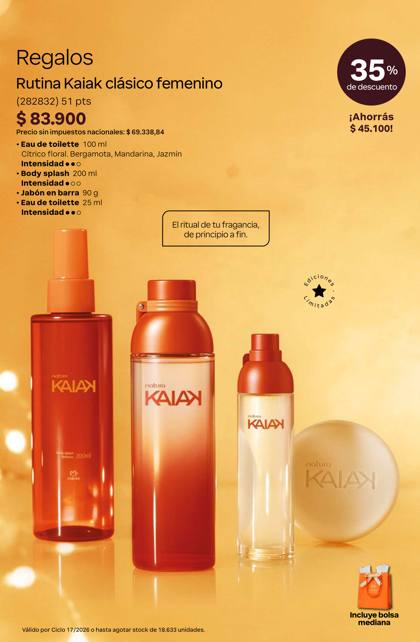 Regalos
Rutina Kaiak clásico femenino
(282832) 51 pts
$ 83.900
Precio sin impuestos nacionales: $ 69.338,84
• Eau de toilette 100 ml
Cítrico floral. Bergamota, Mandarina, Jazmín
Intensidad ●●○
• Body splash 200 ml
Intensidad ●○○
• Jabón en barra 90 g
• Eau de toilette 25 ml
Intensidad ●●○
35%
de descuento
¡Ahorrás
$ 45.100!
El ritual de tu fragancia,
de principio a fin.
Ediciones
Limitadas
natura
KAIAK
200ml
natura
natura
KAIAK
natura
KAIAK
natura
KAIAK
Incluye bolsa
mediana
Válido por Ciclo 17/2026 o hasta agotar stock de 18.633 unidades.